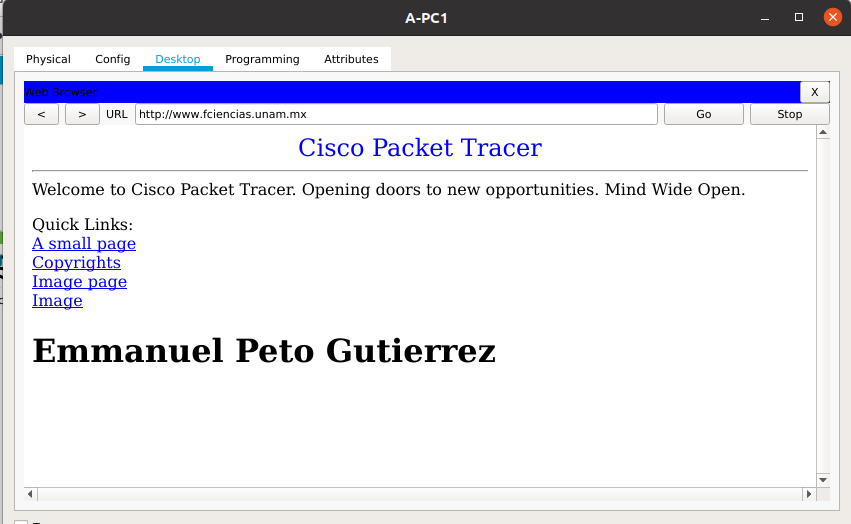 A-PC1
Physical Config Desktop Programming Attributes
Web Browser X
< > URL http://www.fciencias.unam.mx Go Stop
Cisco Packet Tracer
Welcome to Cisco Packet Tracer. Opening doors to new opportunities. Mind Wide Open.
Quick Links:
A small page
Copyrights
Image page
Image
Emmanuel Peto Gutierrez